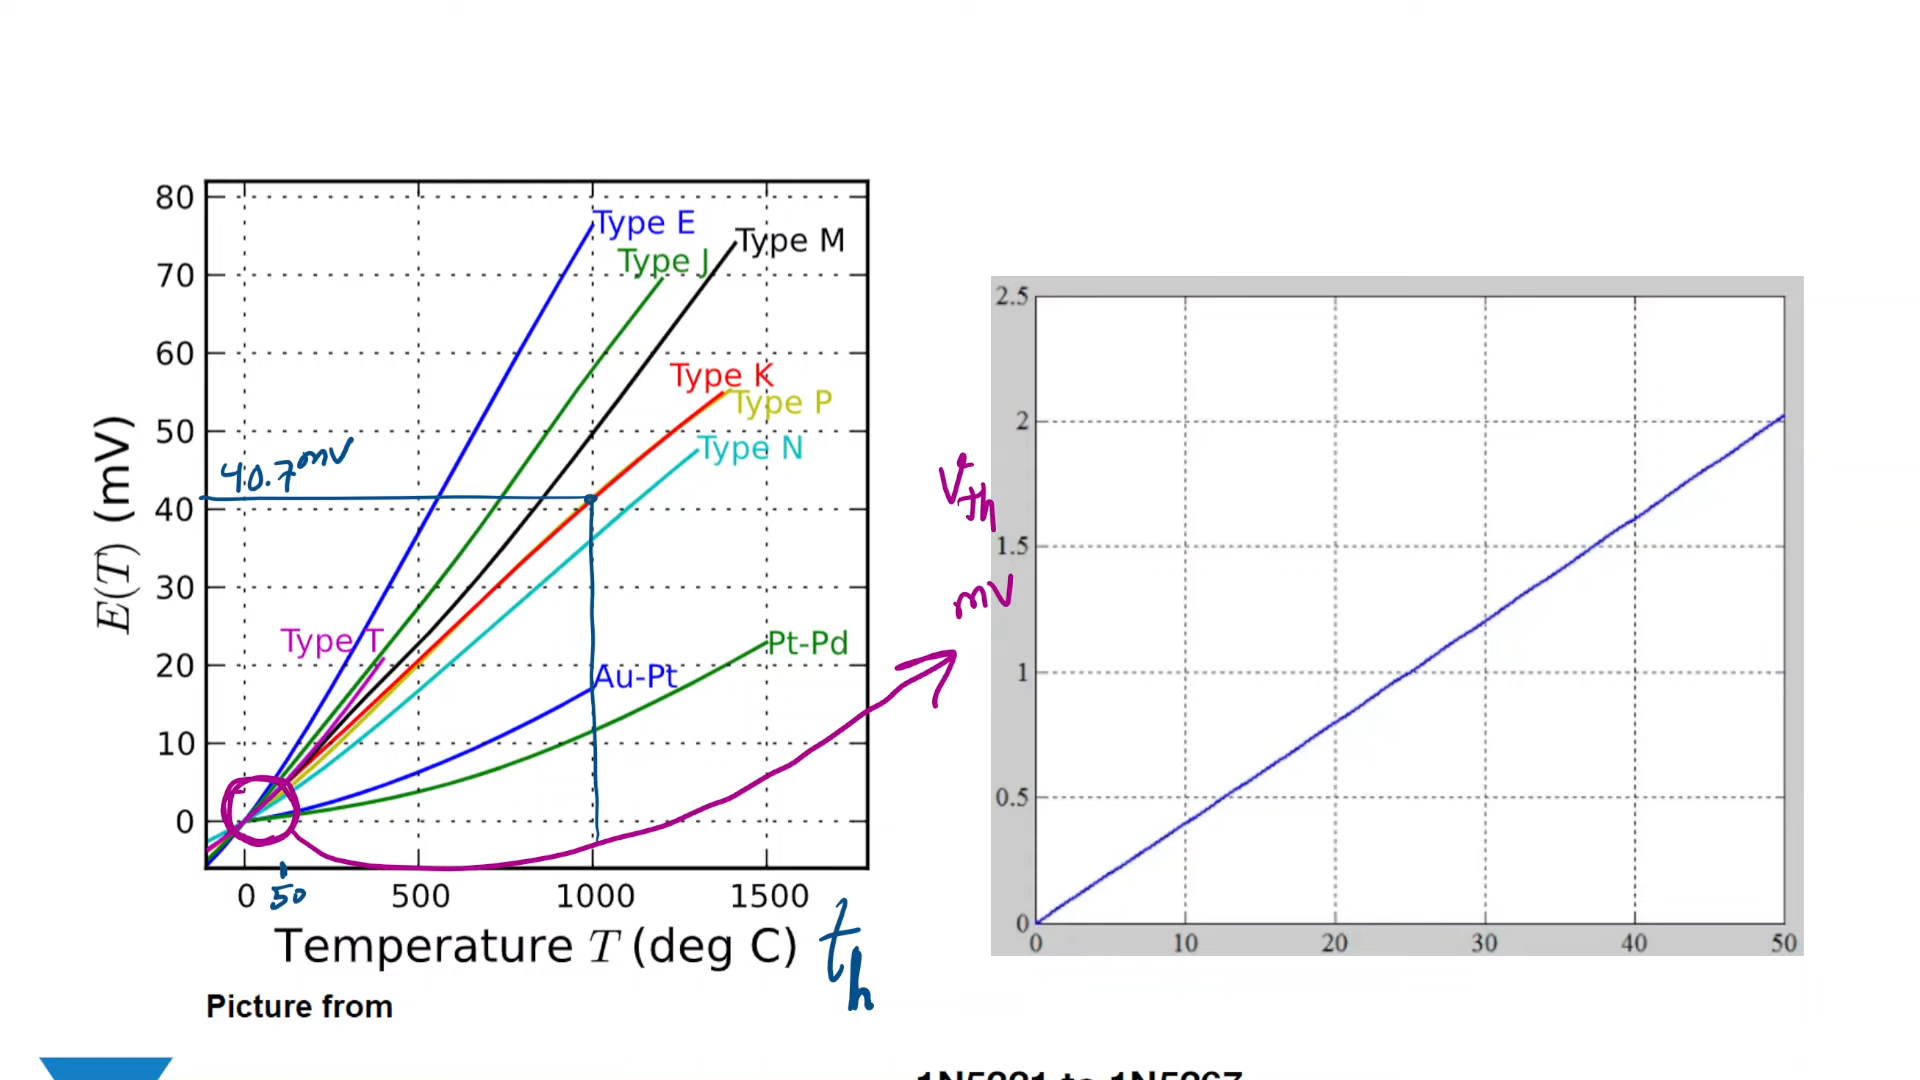 80
70
60
50
40
30
20
10
0
E(T) (mV)
Type E
Type M
Type J
Type K
Type P
Type N
Type T
Pt-Pd
Au-Pt
40.7mV
0
500
1000
1500
50
Temperature T (deg C)
th
Picture from
Vth
mV
2.5
2
1.5
1
0.5
0
0
10
20
30
40
50